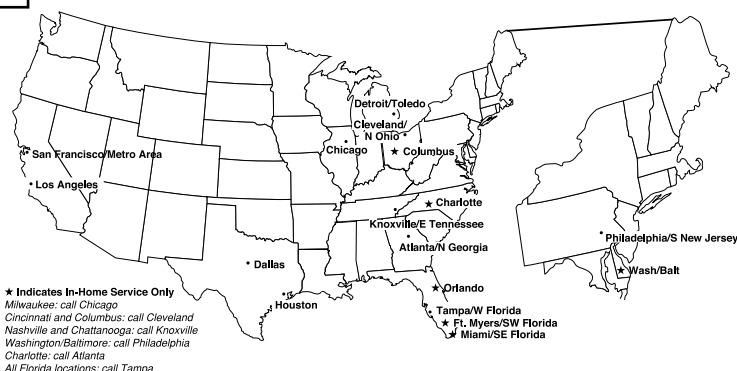 Detroit/Toledo
Cleveland/
N Ohio
Chicago
★ Columbus
San Francisco/Metro Area
Los Angeles
★ Charlotte
Knoxville/E Tennessee
Atlanta/N Georgia
Philadelphia/S New Jersey
★ Wash/Balt
Dallas
Houston
★ Orlando
Tampa/W Florida
★ Ft. Myers/SW Florida
★ Miami/SE Florida
★ Indicates In-Home Service Only
Milwaukee: call Chicago
Cincinnati and Columbus: call Cleveland
Nashville and Chattanooga: call Knoxville
Washington/Baltimore: call Philadelphia
Charlotte: call Atlanta
All Florida locations: call Tampa